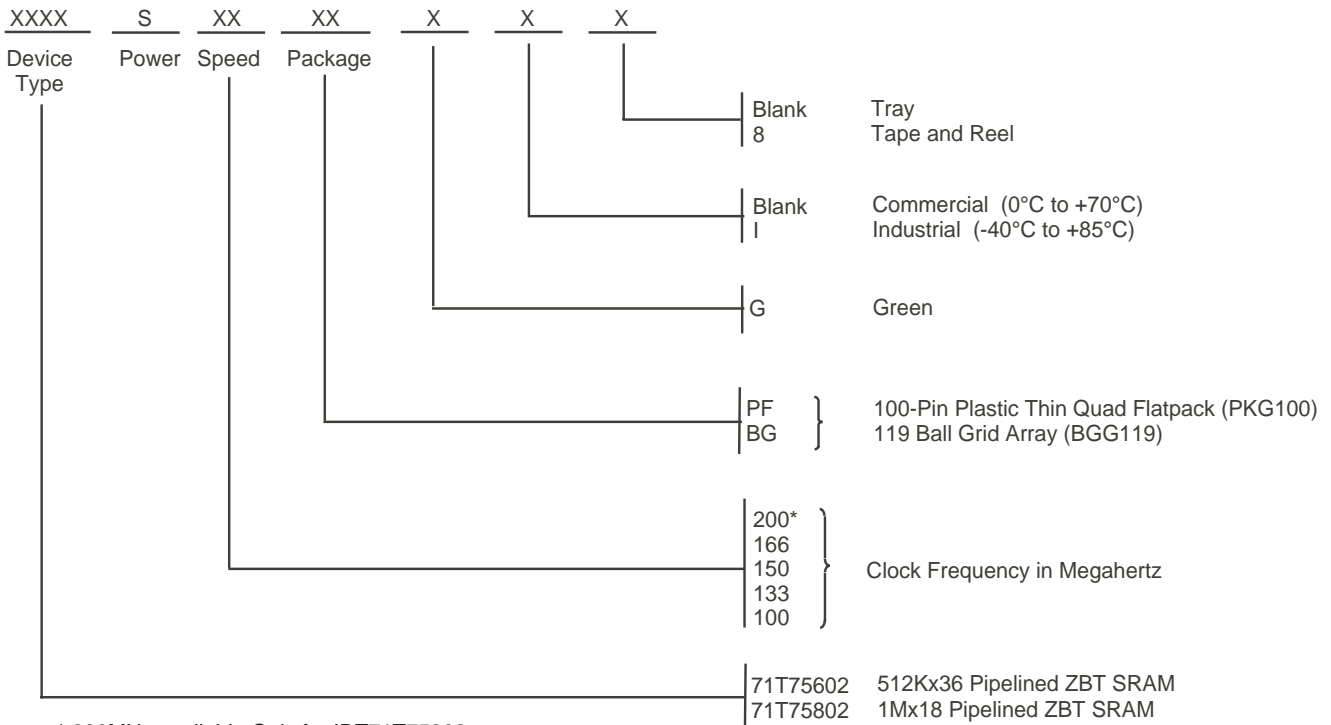 XXXX S XX XX X X X
Device Type Power Speed Package
Blank Tray
8 Tape and Reel
Blank Commercial (0°C to +70°C)
I Industrial (-40°C to +85°C)
G Green
PF 100-Pin Plastic Thin Quad Flatpack (PKG100)
BG 119 Ball Grid Array (BGG119)
200*
166
150 Clock Frequency in Megahertz
133
100
71T75602 512Kx36 Pipelined ZBT SRAM
71T75802 1Mx18 Pipelined ZBT SRAM